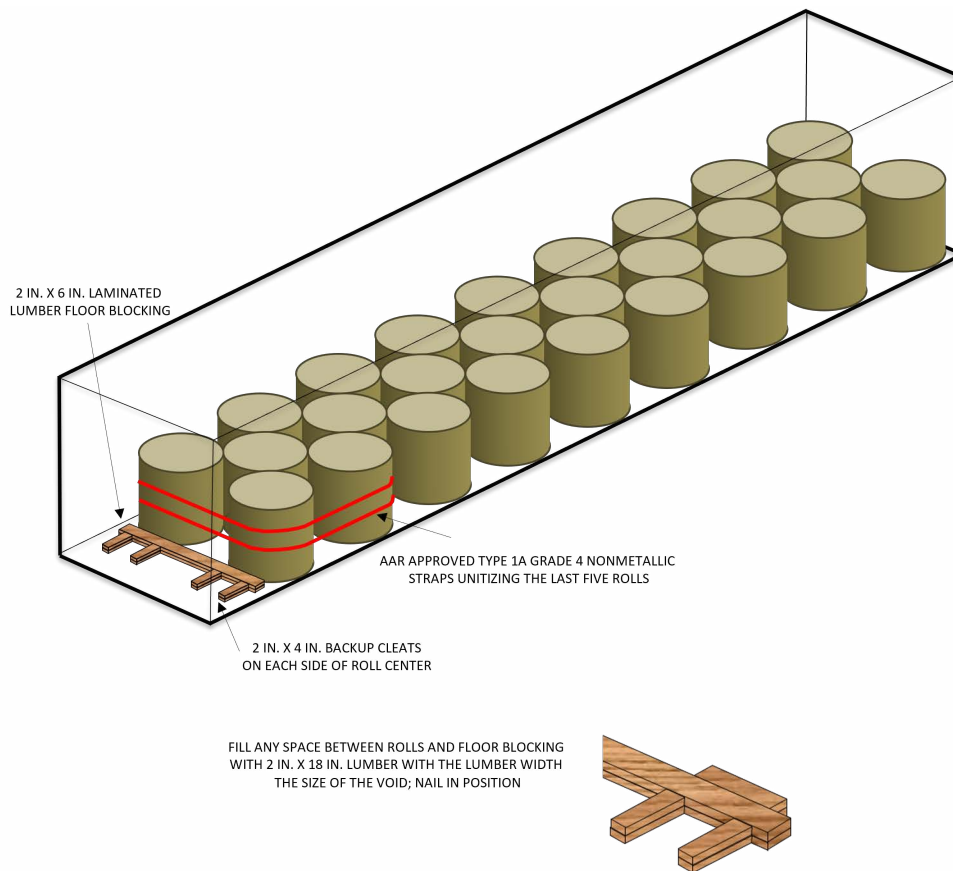 2 IN. X 6 IN. LAMINATED
LUMBER FLOOR BLOCKING
AAR APPROVED TYPE 1A GRADE 4 NONMETALLIC
STRAPS UNITIZING THE LAST FIVE ROLLS
2 IN. X 4 IN. BACKUP CLEATS
ON EACH SIDE OF ROLL CENTER
FILL ANY SPACE BETWEEN ROLLS AND FLOOR BLOCKING
WITH 2 IN. X 18 IN. LUMBER WITH THE LUMBER WIDTH
THE SIZE OF THE VOID; NAIL IN POSITION